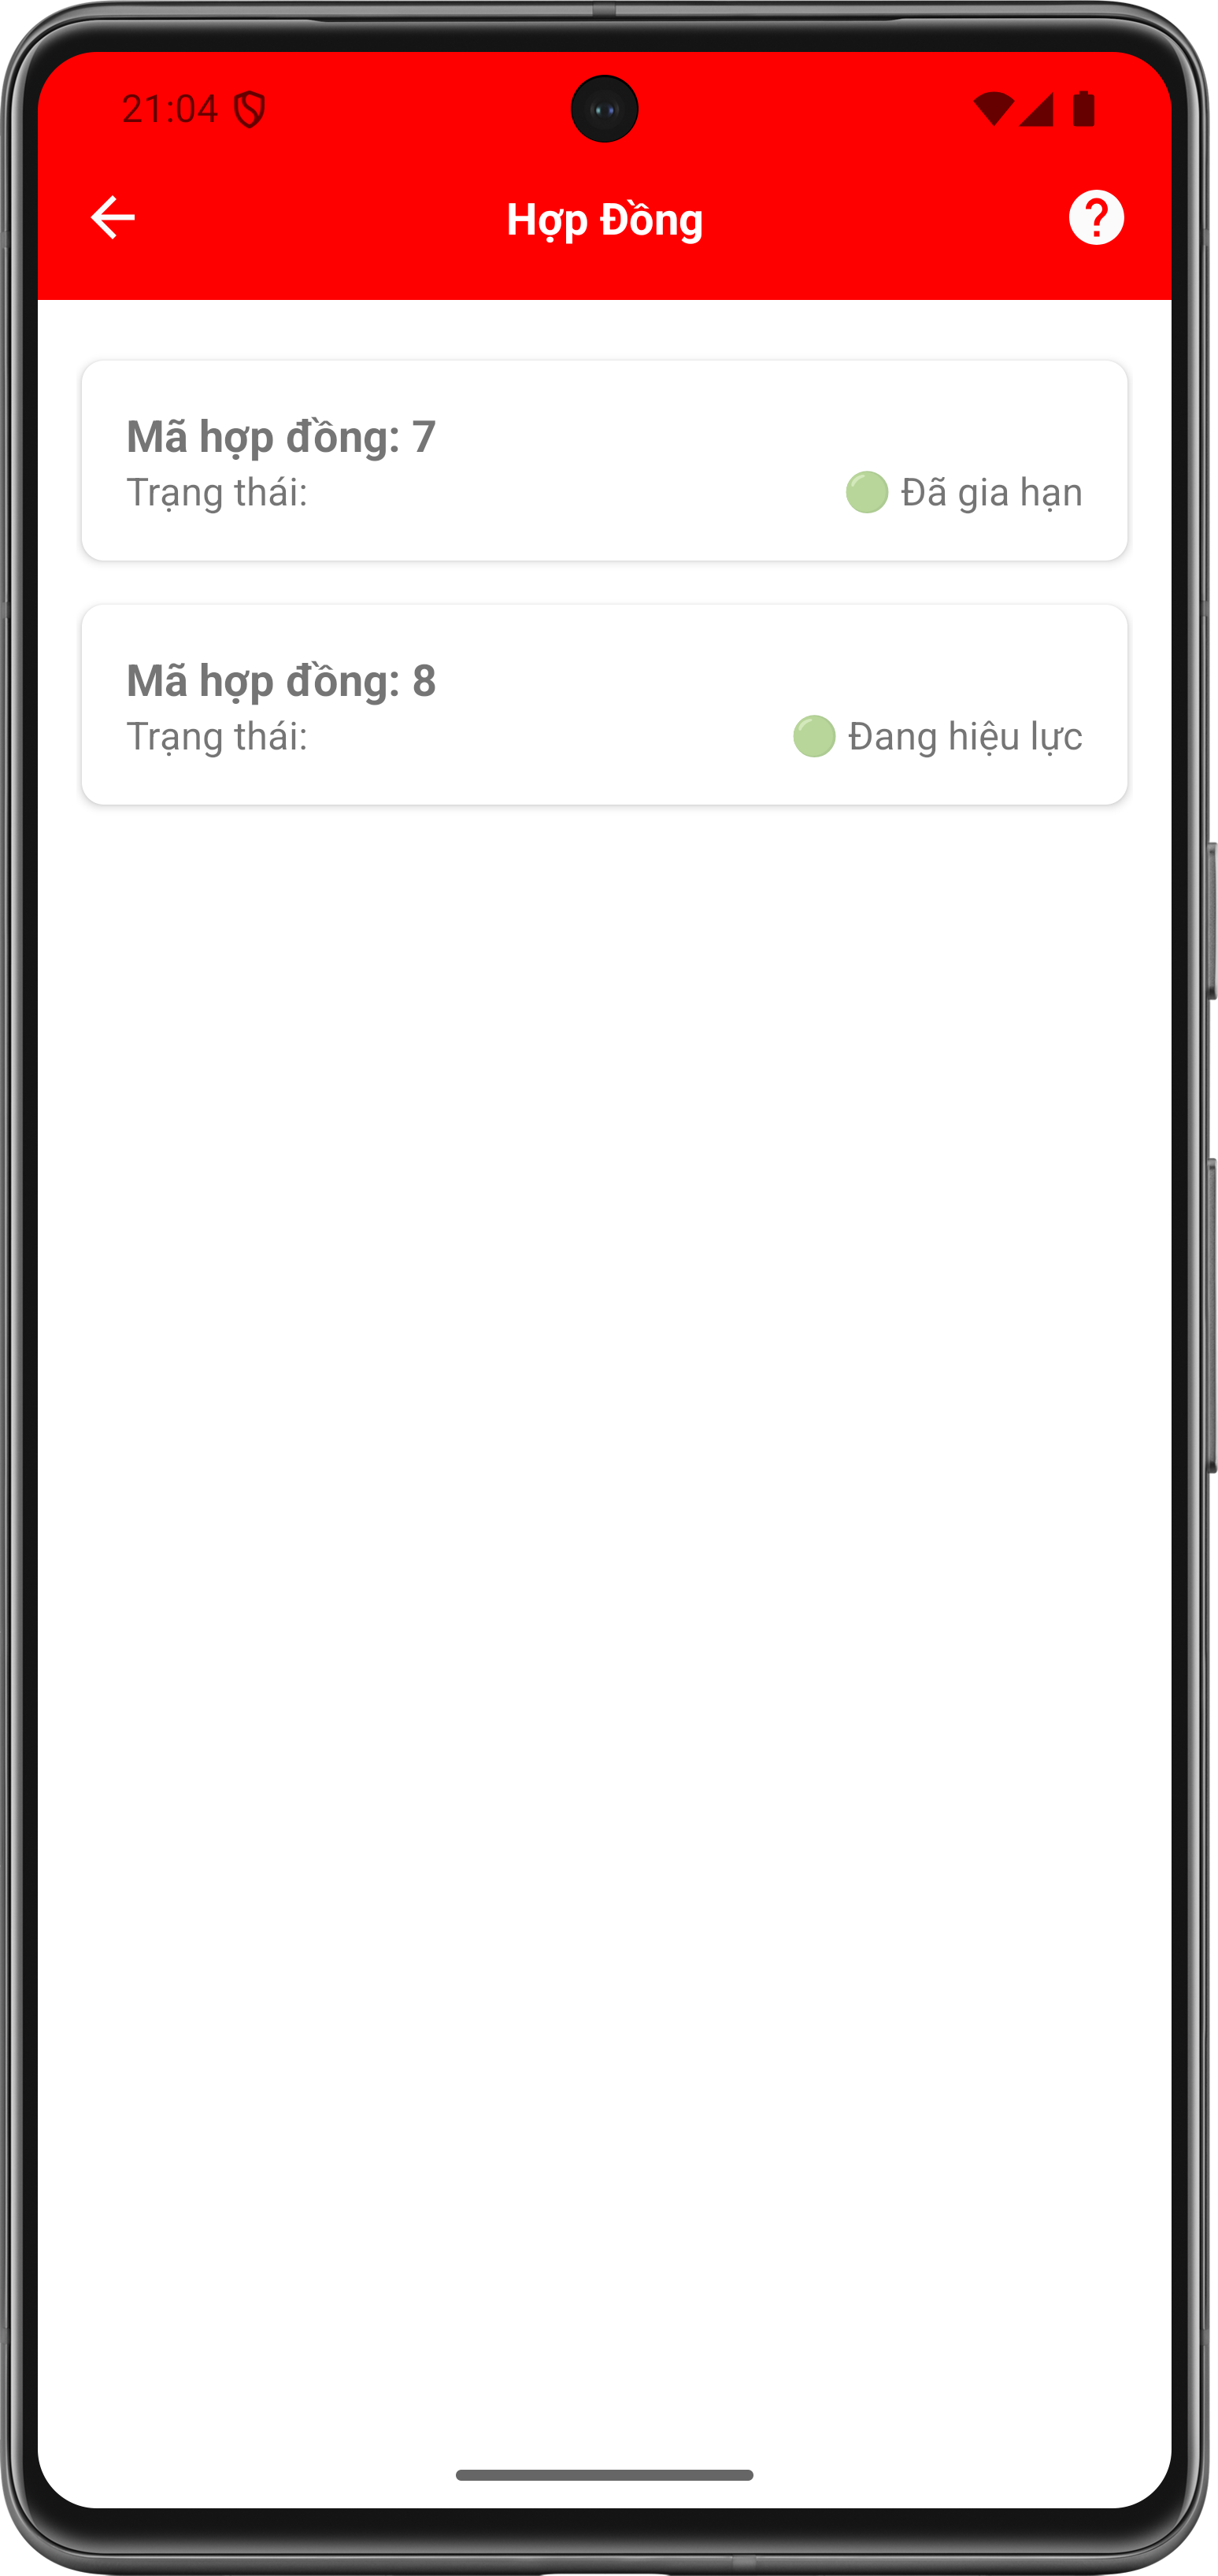 21:04
Hợp Đồng
Mã hợp đồng: 7
Trạng thái: 🟢 Đã gia hạn
Mã hợp đồng: 8
Trạng thái: 🟢 Đang hiệu lực